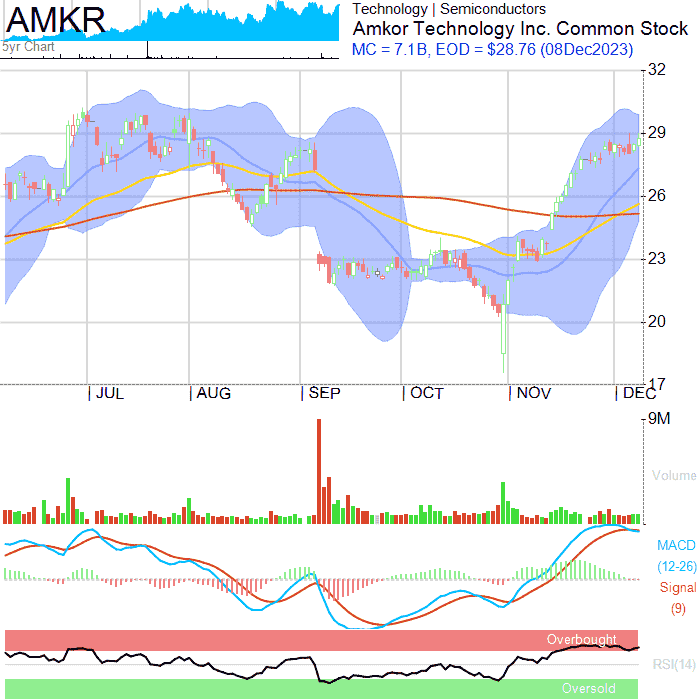 AMKR
5yr Chart
Technology | Semiconductors
Amkor Technology Inc. Common Stock
MC = 7.1B, EOD = $28.76 (08Dec2023)
32
29
26
23
20
17
JUL
AUG
SEP
OCT
NOV
DEC
9M
Volume
MACD
(12-26)
Signal
(9)
Overbought
RSI(14)
Oversold